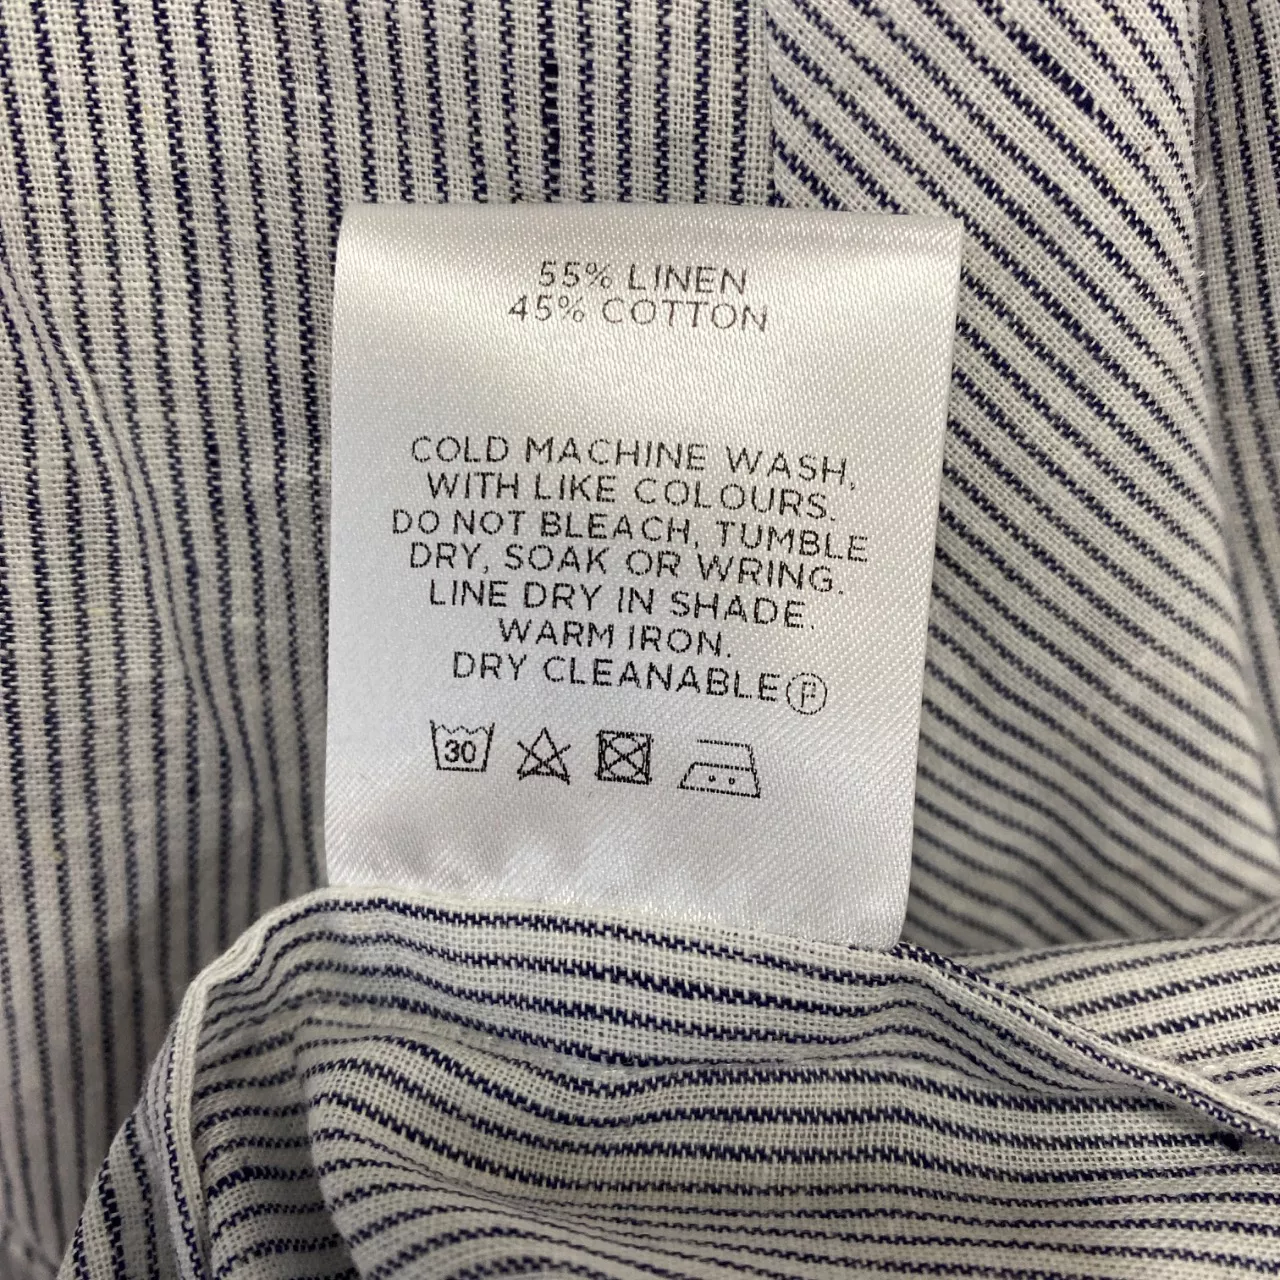 55% LINEN
45% COTTON
COLD MACHINE WASH,
WITH LIKE COLOURS.
DO NOT BLEACH, TUMBLE
DRY, SOAK OR WRING.
LINE DRY IN SHADE.
WARM IRON.
DRY CLEANABLE Ⓟ
30